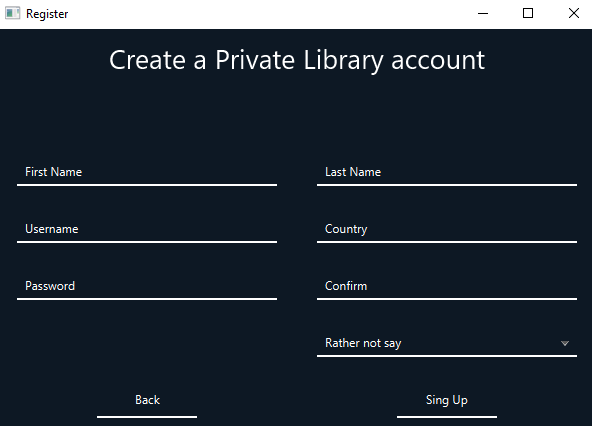 Register
Create a Private Library account
First Name
Last Name
Username
Country
Password
Confirm
Rather not say
Back
Sing Up